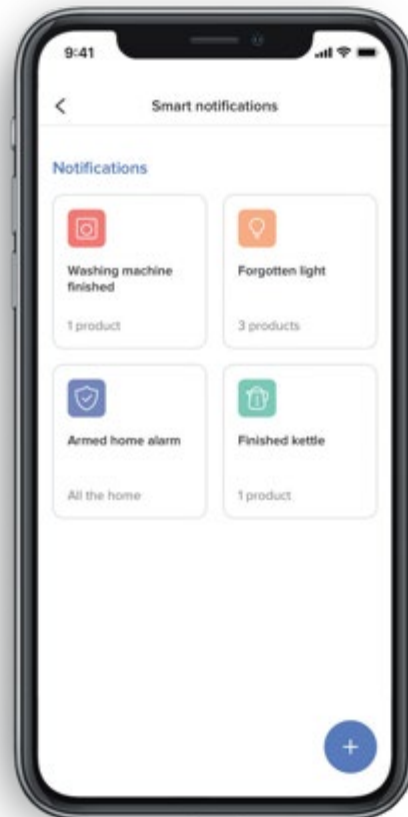 9:41
Smart notifications
Notifications
Washing machine
finished
1 product
Forgotten light
3 products
Armed home alarm
All the home
Finished kettle
1 product